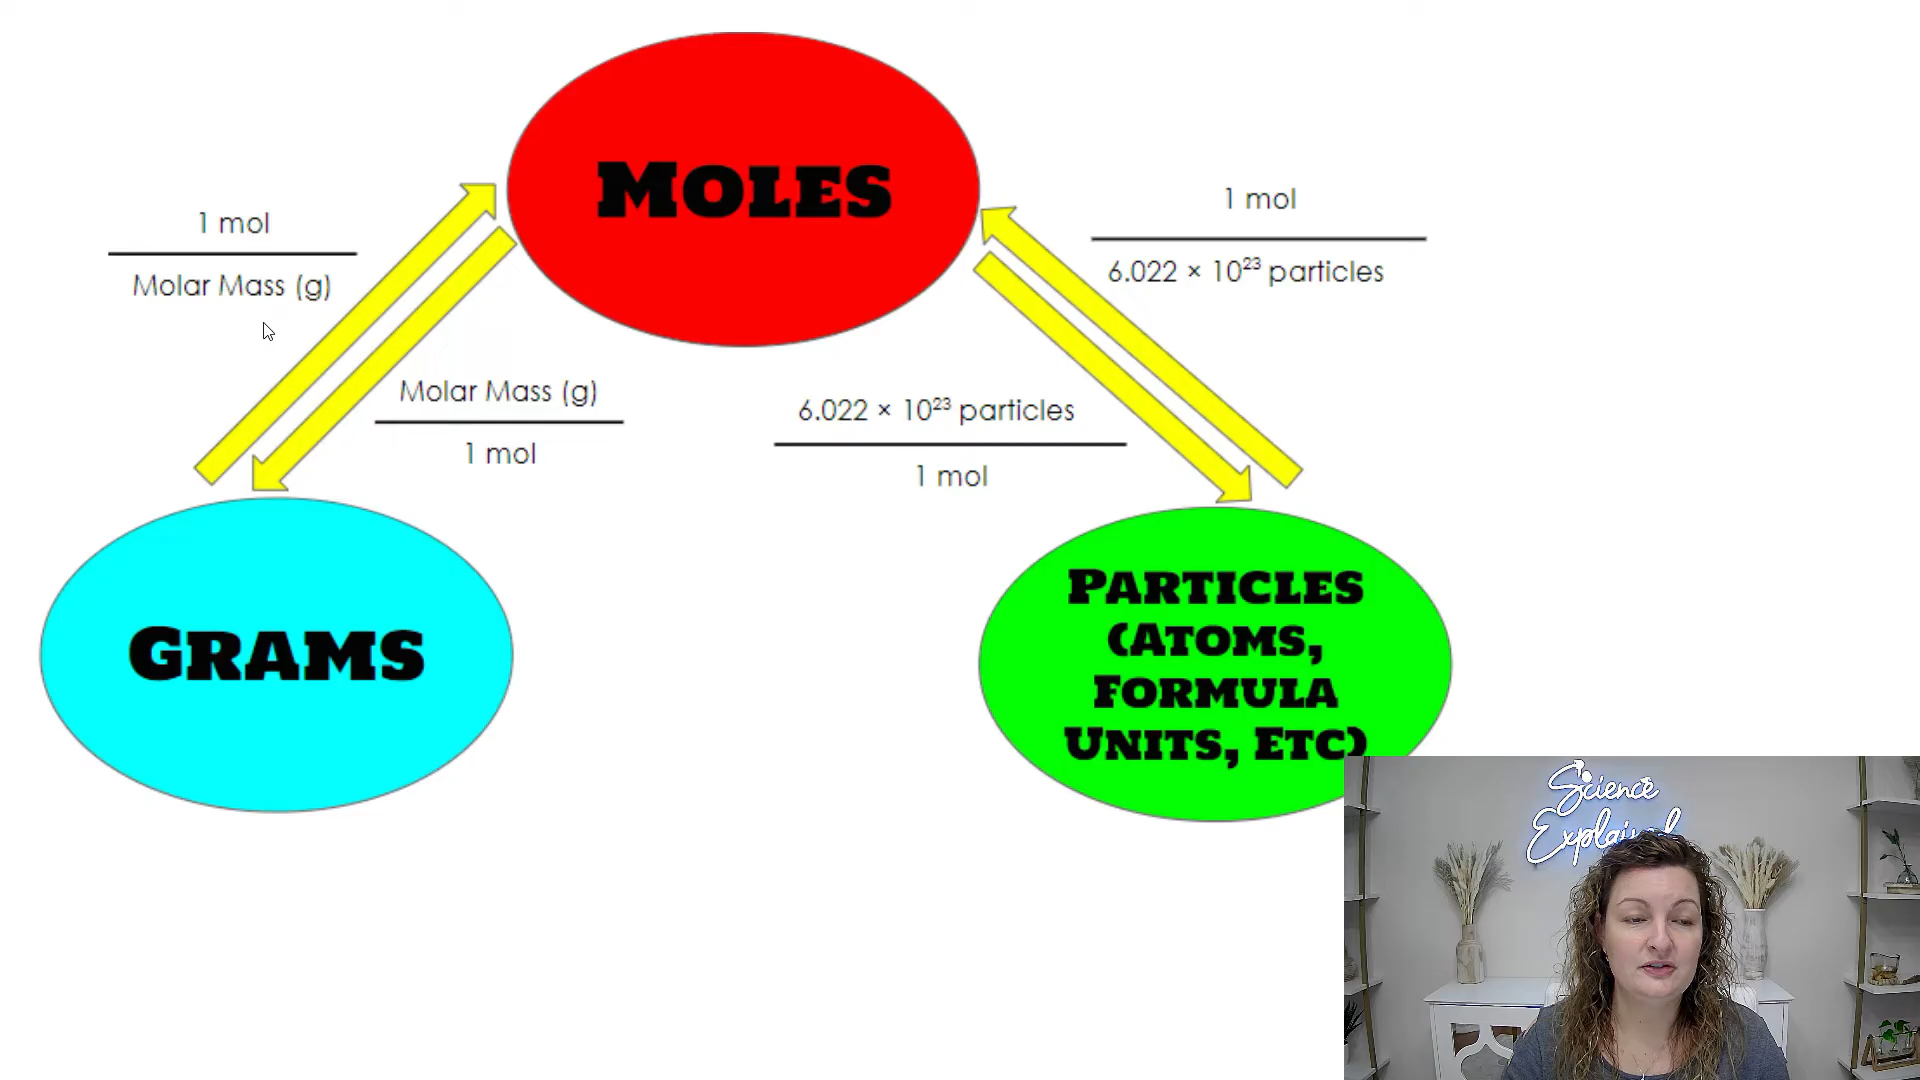 MOLES
1 mol
Molar Mass (g)
Molar Mass (g)
1 mol
1 mol
6.022 × 10²³ particles
6.022 × 10²³ particles
1 mol
GRAMS
PARTICLES
(ATOMS,
FORMULA
UNITS, ETC)
Science
Explained